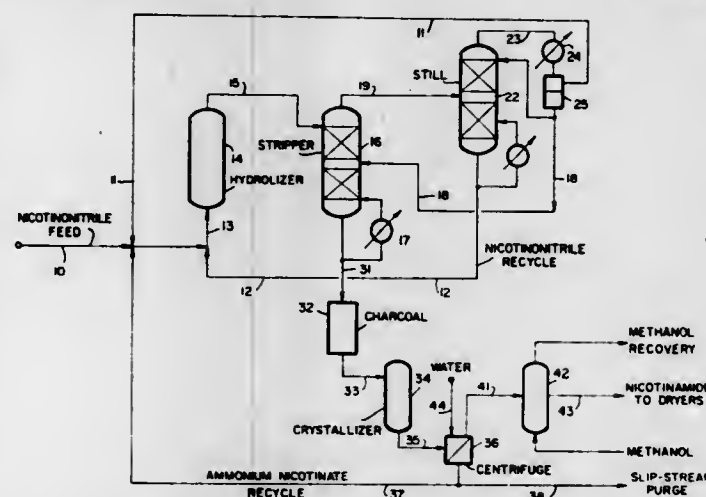 11
23
24
STILL
25
15
19
22
16
STRIPPER
14
HYDROLIZER
18
18
11
NICOTINONITRILE
FEED
13
17
10
31
NICOTINONITRILE
RECYCLE
12
12
32
CHARCOAL
METHANOL
RECOVERY
WATER
34
33
42
41
NICOTINAMIDE
TO DRYERS
43
44
CRYSTALLIZER
35
36
METHANOL
CENTRIFUGE
AMMONIUM NICOTINATE
RECYCLE
37
38
SLIP-STREAM
PURGE